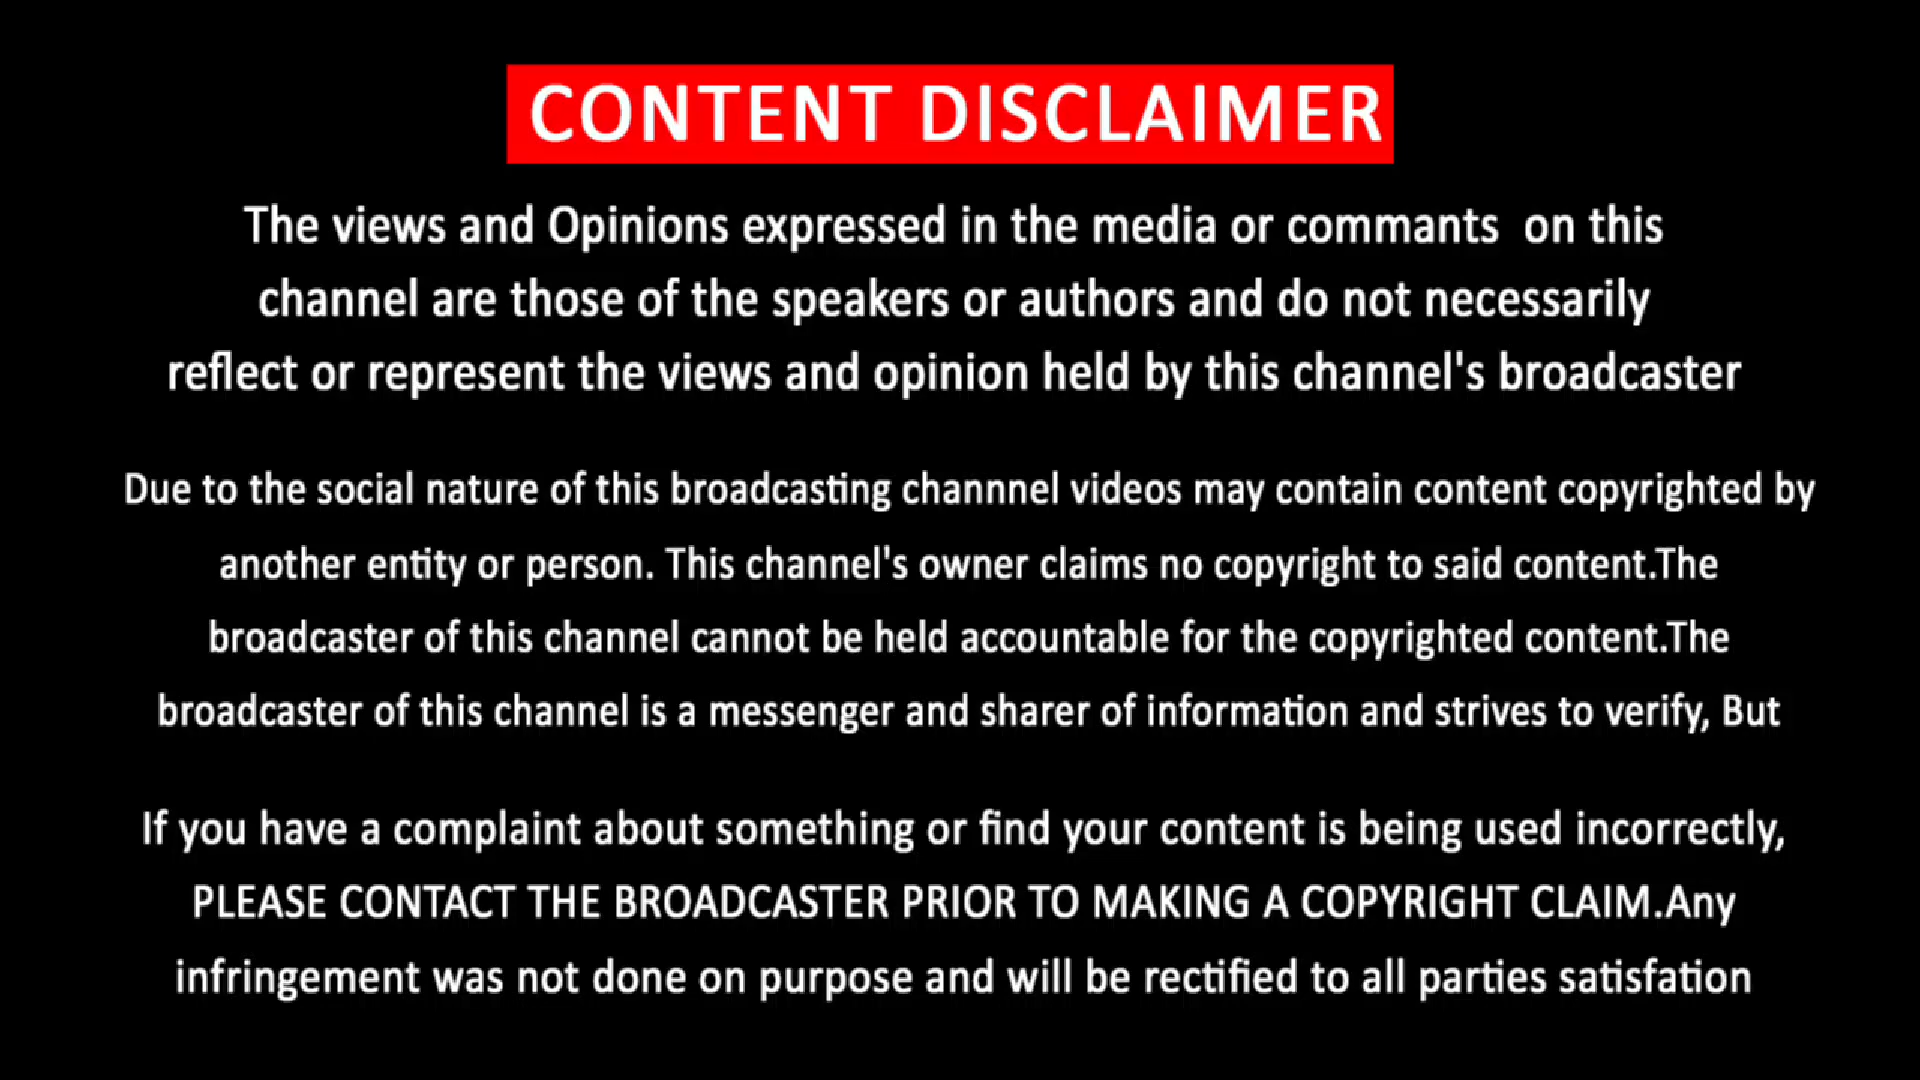 CONTENT DISCLAIMER
The views and Opinions expressed in the media or commants on this
channel are those of the speakers or authors and do not necessarily
reflect or represent the views and opinion held by this channel's broadcaster
Due to the social nature of this broadcasting channnel videos may contain content copyrighted by
another entity or person. This channel's owner claims no copyright to said content.The
broadcaster of this channel cannot be held accountable for the copyrighted content.The
broadcaster of this channel is a messenger and sharer of information and strives to verify, But
If you have a complaint about something or find your content is being used incorrectly,
PLEASE CONTACT THE BROADCASTER PRIOR TO MAKING A COPYRIGHT CLAIM.Any
infringement was not done on purpose and will be rectified to all parties satisfation